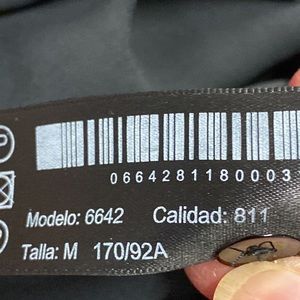 P
0664281180003
Modelo: 6642 Calidad: 811
Talla: M 170/92A